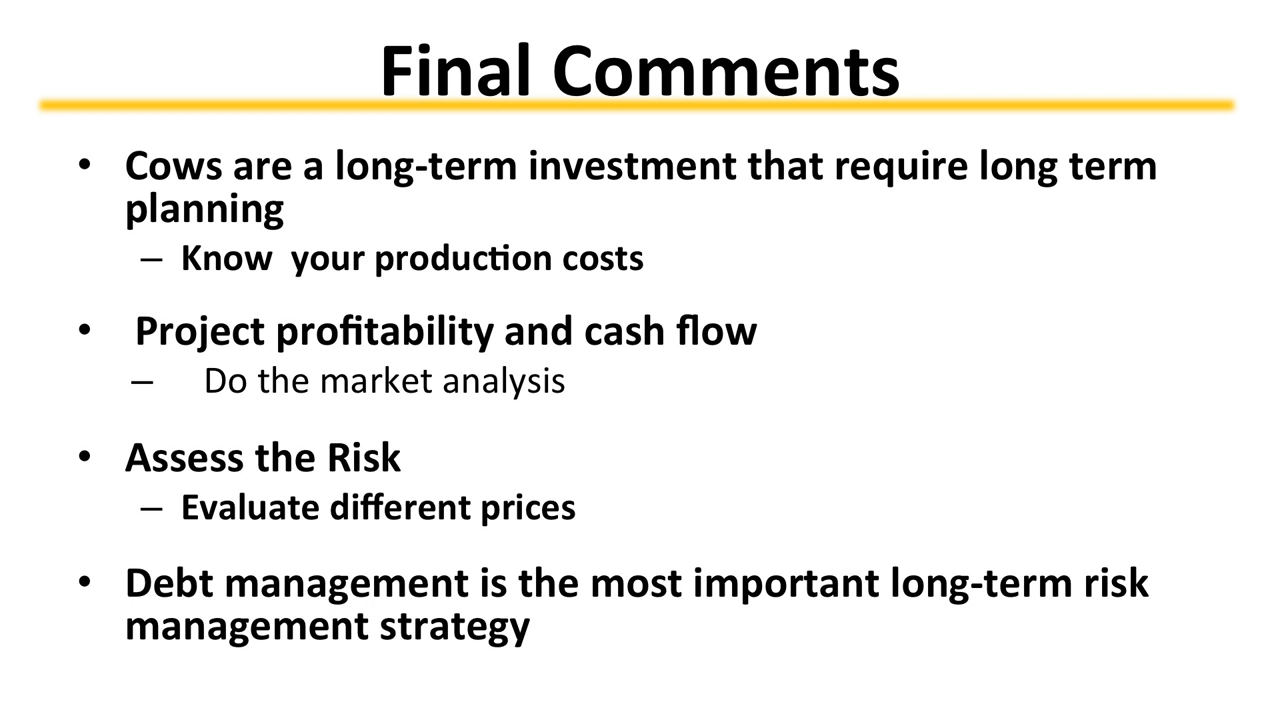 Final Comments
• Cows are a long-term investment that require long term
planning
– Know  your production costs
• Project profitability and cash flow
– Do the market analysis
• Assess the Risk
– Evaluate different prices
• Debt management is the most important long-term risk
management strategy